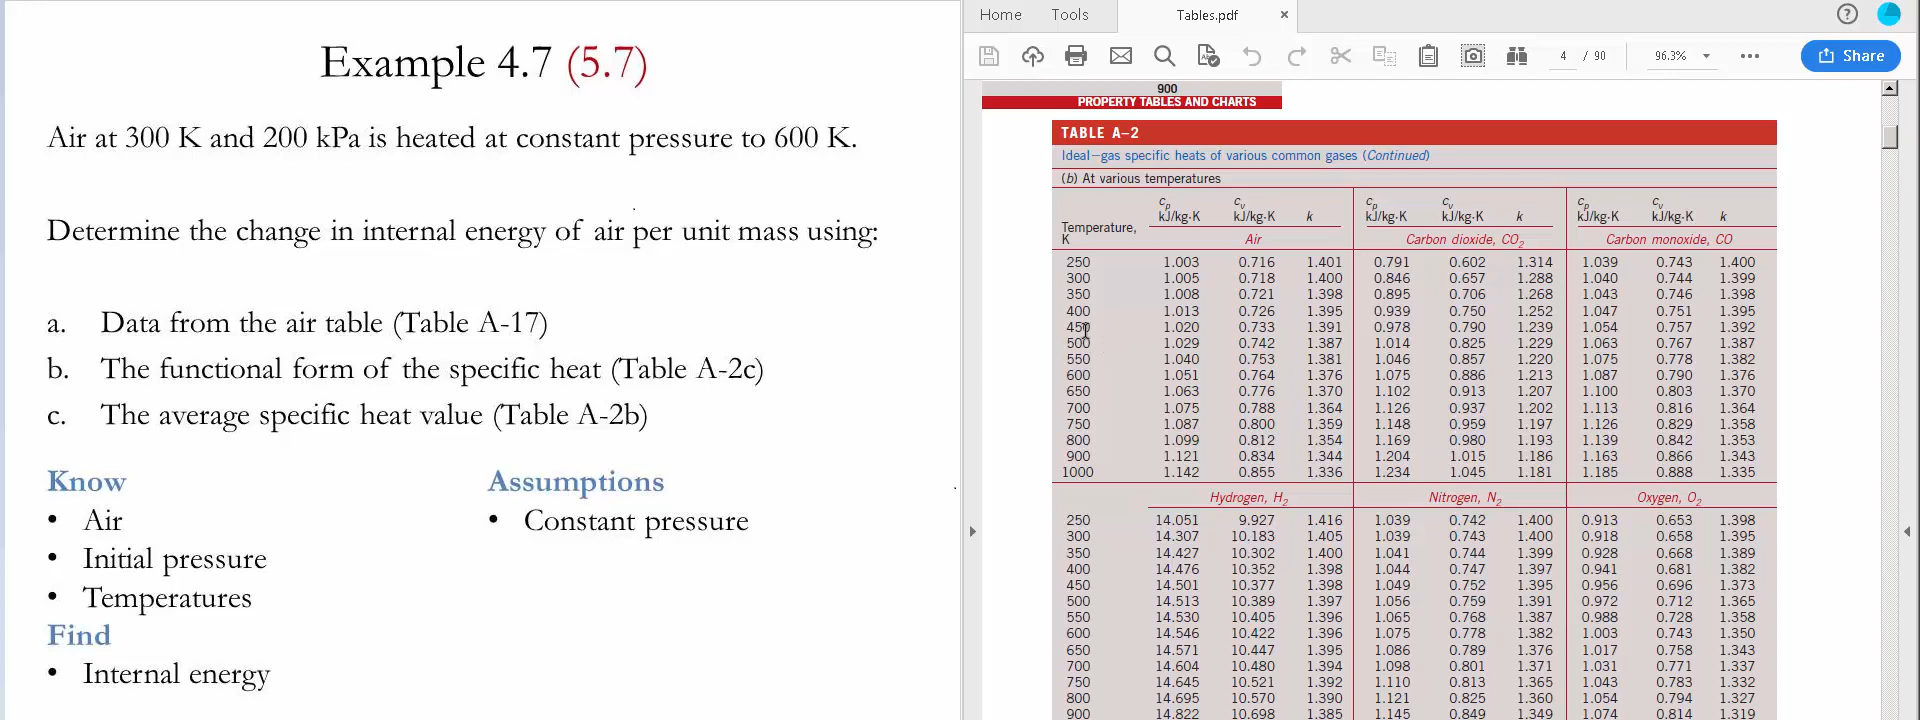 Example 4.7 (5.7)
Air at 300 K and 200 kPa is heated at constant pressure to 600 K.
Determine the change in internal energy of air per unit mass using:
a. Data from the air table (Table A-17)
b. The functional form of the specific heat (Table A-2c)
c. The average specific heat value (Table A-2b)
Know
• Air
• Initial pressure
• Temperatures
Find
• Internal energy
Assumptions
• Constant pressure
Home Tools Tables.pdf ×
4 / 90 96.3% Share
900
PROPERTY TABLES AND CHARTS
TABLE A–2
Ideal–gas specific heats of various common gases (Continued)
(b) At various temperatures
cp cv cp cv cp cv
kJ/kg·K kJ/kg·K k kJ/kg·K kJ/kg·K k kJ/kg·K kJ/kg·K k
Temperature,
K Air Carbon dioxide, CO2 Carbon monoxide, CO
250 1.003 0.716 1.401 0.791 0.602 1.314 1.039 0.743 1.400
300 1.005 0.718 1.400 0.846 0.657 1.288 1.040 0.744 1.399
350 1.008 0.721 1.398 0.895 0.706 1.268 1.043 0.746 1.398
400 1.013 0.726 1.395 0.939 0.750 1.252 1.047 0.751 1.395
450 1.020 0.733 1.391 0.978 0.790 1.239 1.054 0.757 1.392
500 1.029 0.742 1.387 1.014 0.825 1.229 1.063 0.767 1.387
550 1.040 0.753 1.381 1.046 0.857 1.220 1.075 0.778 1.382
600 1.051 0.764 1.376 1.075 0.886 1.213 1.087 0.790 1.376
650 1.063 0.776 1.370 1.102 0.913 1.207 1.100 0.803 1.370
700 1.075 0.788 1.364 1.126 0.937 1.202 1.113 0.816 1.364
750 1.087 0.800 1.359 1.148 0.959 1.197 1.126 0.829 1.358
800 1.099 0.812 1.354 1.169 0.980 1.193 1.139 0.842 1.353
900 1.121 0.834 1.344 1.204 1.015 1.186 1.163 0.866 1.343
1000 1.142 0.855 1.336 1.234 1.045 1.181 1.185 0.888 1.335
Hydrogen, H2 Nitrogen, N2 Oxygen, O2
250 14.051 9.927 1.416 1.039 0.742 1.400 0.913 0.653 1.398
300 14.307 10.183 1.405 1.039 0.743 1.400 0.918 0.658 1.395
350 14.427 10.302 1.400 1.041 0.744 1.399 0.928 0.668 1.389
400 14.476 10.352 1.398 1.044 0.747 1.397 0.941 0.681 1.382
450 14.501 10.377 1.398 1.049 0.752 1.395 0.956 0.696 1.373
500 14.513 10.389 1.397 1.056 0.759 1.391 0.972 0.712 1.365
550 14.530 10.405 1.396 1.065 0.768 1.387 0.988 0.728 1.358
600 14.546 10.422 1.396 1.075 0.778 1.382 1.003 0.743 1.350
650 14.571 10.447 1.395 1.086 0.789 1.376 1.017 0.758 1.343
700 14.604 10.480 1.394 1.098 0.801 1.371 1.031 0.771 1.337
750 14.645 10.521 1.392 1.110 0.813 1.365 1.043 0.783 1.332
800 14.695 10.570 1.390 1.121 0.825 1.360 1.054 0.794 1.327
900 14.822 10.698 1.385 1.145 0.849 1.349 1.074 0.814 1.319